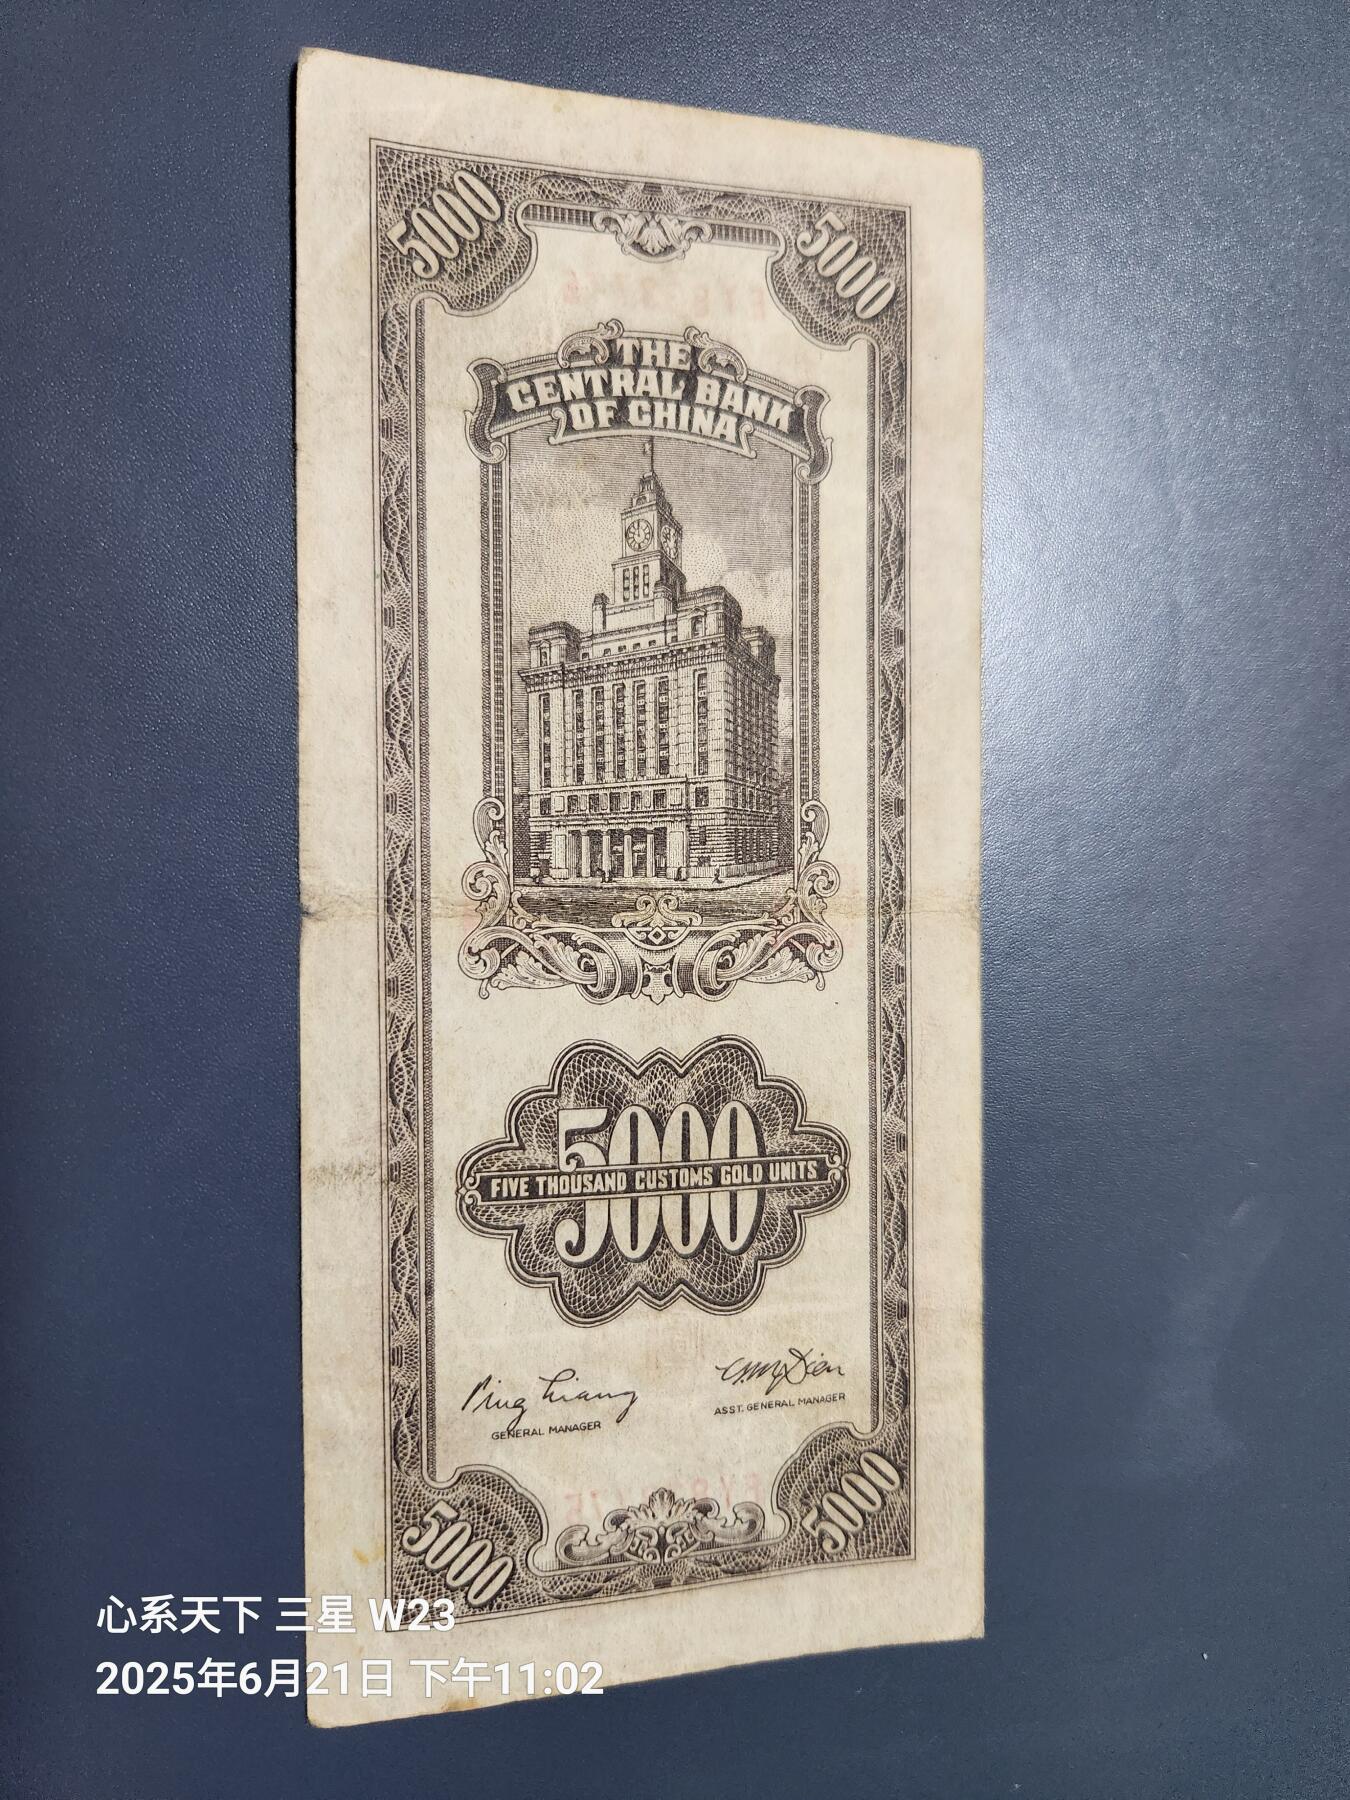 5000
5000
THE
CENTRAL BANK
OF CHINA
5000
FIVE THOUSAND CUSTOMS GOLD UNITS
GENERAL MANAGER
ASST. GENERAL MANAGER
5000
5000
心系天下 三星 W23
2025年6月21日 下午11:02